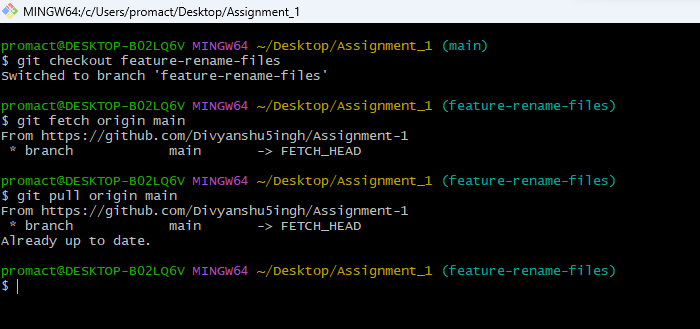 MINGW64:/c/Users/promact/Desktop/Assignment_1
promact@DESKTOP-B02LQ6V MINGW64 ~/Desktop/Assignment_1 (main)
$ git checkout feature-rename-files
Switched to branch 'feature-rename-files'
promact@DESKTOP-B02LQ6V MINGW64 ~/Desktop/Assignment_1 (feature-rename-files)
$ git fetch origin main
From https://github.com/Divyanshu5ingh/Assignment-1
 * branch            main       -> FETCH_HEAD
promact@DESKTOP-B02LQ6V MINGW64 ~/Desktop/Assignment_1 (feature-rename-files)
$ git pull origin main
From https://github.com/Divyanshu5ingh/Assignment-1
 * branch            main       -> FETCH_HEAD
Already up to date.
promact@DESKTOP-B02LQ6V MINGW64 ~/Desktop/Assignment_1 (feature-rename-files)
$